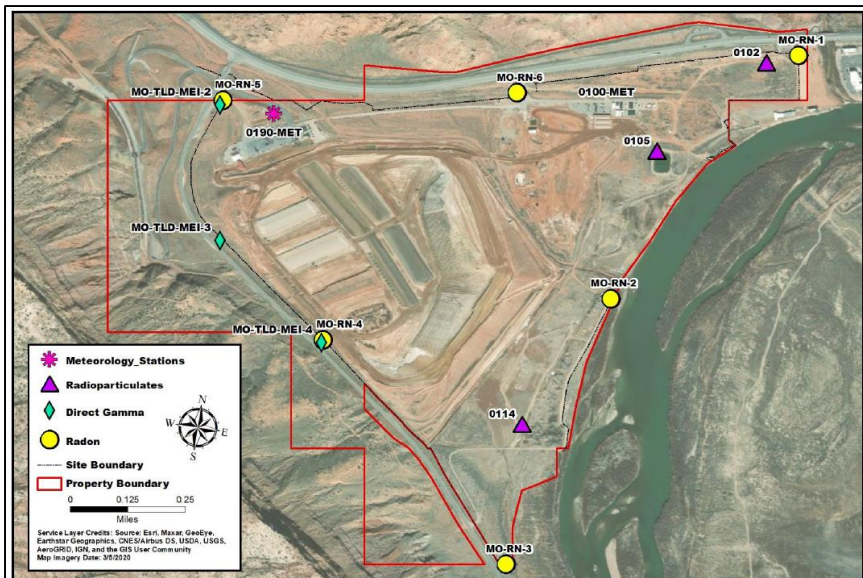 MO-RN-1
0102
MO-RN-5
MO-TLD-MEI-2
MO-RN-6
0100-MET
0190-MET
0105
MO-TLD-MEI-3
MO-RN-2
MO-TLD-MEI-4
MO-RN-4
0114
MO-RN-3
Meteorology_Stations
Radioparticulates
Direct Gamma
Radon
Site Boundary
Property Boundary
N
W E
S
0 0.125 0.25
Miles
Service Layer Credits: Source: Esri, Maxar, GeoEye,
Earthstar Geographics, CNES/Airbus DS, USDA, USGS,
AeroGRID, IGN, and the GIS User Community
Map Imagery Date: 3/5/2020